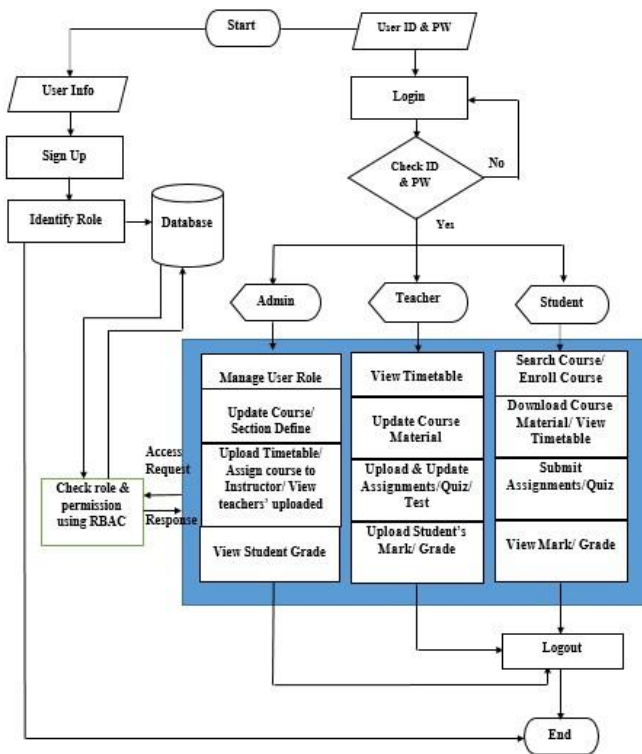 Start
User ID & PW
User Info
Login
Sign Up
Check ID
& PW
No
Identify Role
Database
Yes
Admin
Teacher
Student
Manage User Role
Update Course/
Section Define
Upload Timetable/
Assign course to
Instructor/ View
teachers' uploaded
View Student Grade
View Timetable
Update Course
Material
Upload & Update
Assignments/Quiz/
Test
Upload Student's
Mark/ Grade
Search Course/
Enroll Course
Download Course
Material/ View
Timetable
Submit
Assignments/Quiz
View Mark/ Grade
Access
Request
Check role &
permission
using RBAC
Response
Logout
End